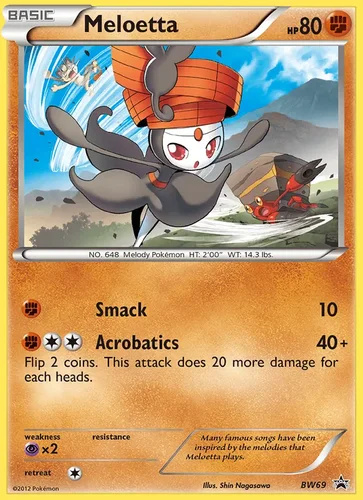 BASIC Meloetta HP80
NO. 648 Melody Pokémon HT: 2'00" WT: 14.3 lbs.
Smack 10
Acrobatics 40+
Flip 2 coins. This attack does 20 more damage for
each heads.
weakness resistance
×2
retreat
Many famous songs have been
inspired by the melodies that
Meloetta plays.
©2012 Pokémon Illus. Shin Nagasawa BW69